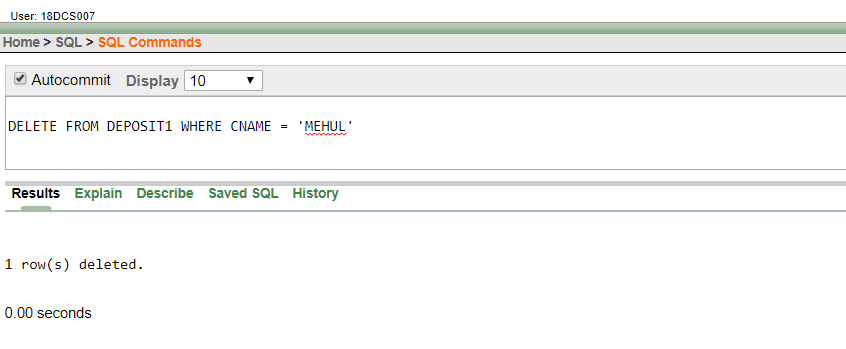 User: 18DCS007
Home > SQL > SQL Commands
Autocommit Display 10
DELETE FROM DEPOSIT1 WHERE CNAME = 'MEHUL'
Results Explain Describe Saved SQL History
1 row(s) deleted.
0.00 seconds